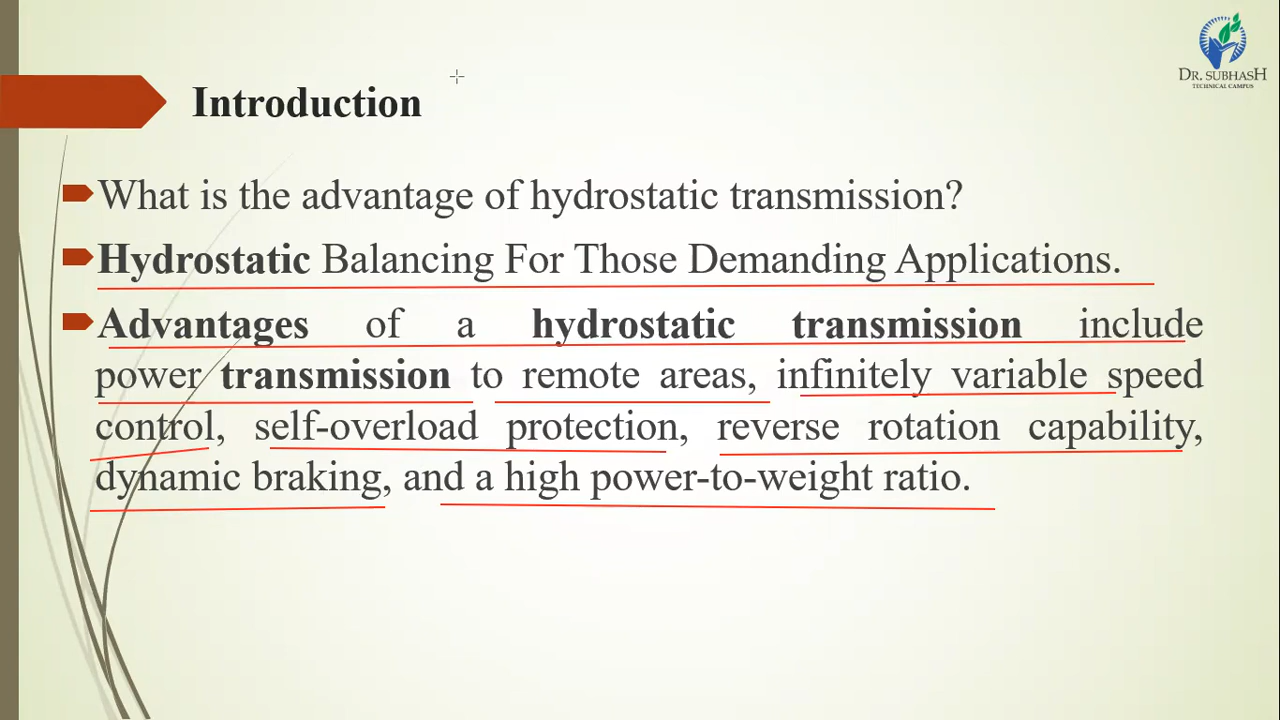 DR. SUBHASH
TECHNICAL CAMPUS
Introduction
What is the advantage of hydrostatic transmission?
Hydrostatic Balancing For Those Demanding Applications.
Advantages of a hydrostatic transmission include
power transmission to remote areas, infinitely variable speed
control, self-overload protection, reverse rotation capability,
dynamic braking, and a high power-to-weight ratio.